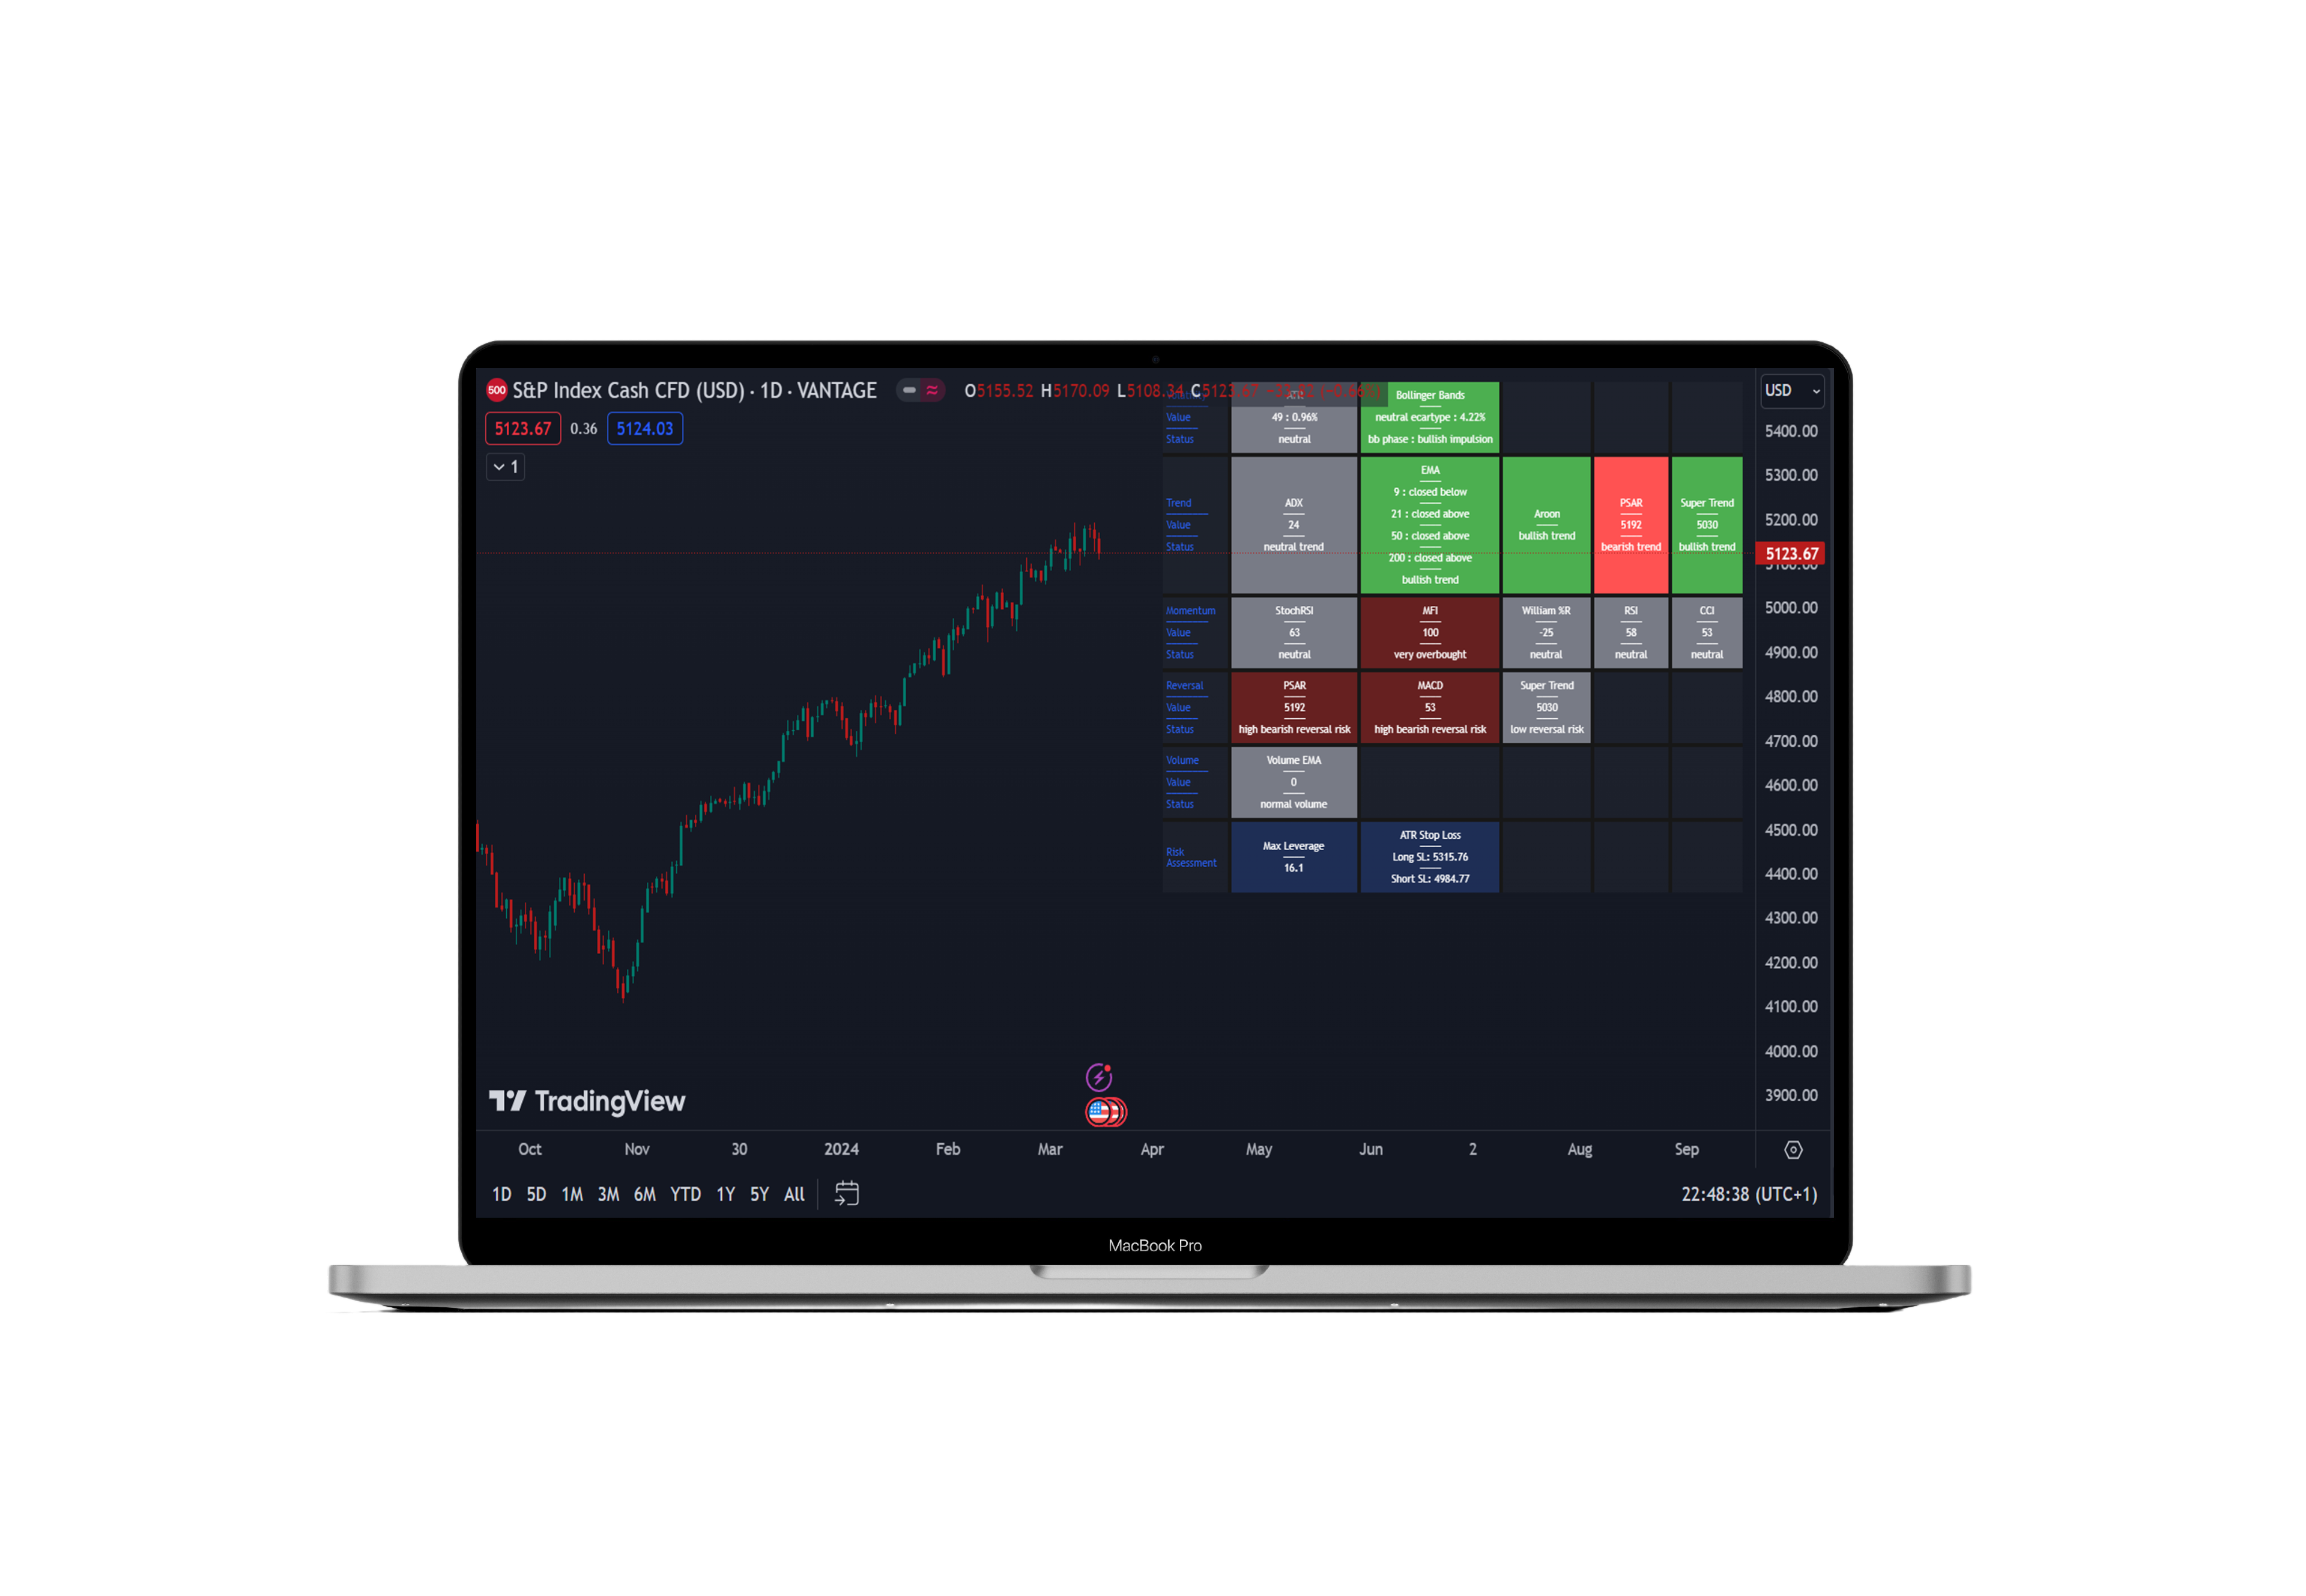 500 S&P Index Cash CFD (USD) · 1D · VANTAGE
O5155.52 H5170.09 L5108.34 C5123.67 −33.82 (−0.66%)
5123.67 0.36 5124.03
1
USD
5400.00
5300.00
5200.00
5123.67
5100.00
5000.00
4900.00
4800.00
4700.00
4600.00
4500.00
4400.00
4300.00
4200.00
4100.00
4000.00
3900.00
Volatility
Value
Status
ATR
49 : 0.96%
neutral
Bollinger Bands
neutral ecartype : 4.22%
bb phase : bullish impulsion
Trend
Value
Status
ADX
24
neutral trend
EMA
9 : closed below
21 : closed above
50 : closed above
200 : closed above
bullish trend
Aroon
bullish trend
PSAR
5192
bearish trend
Super Trend
5030
bullish trend
Momentum
Value
Status
StochRSI
63
neutral
MFI
100
very overbought
William %R
-25
neutral
RSI
58
neutral
CCI
53
neutral
Reversal
Value
Status
PSAR
5192
high bearish reversal risk
MACD
53
high bearish reversal risk
Super Trend
5030
low reversal risk
Volume
Value
Status
Volume EMA
0
normal volume
Risk
Assessment
Max Leverage
16.1
ATR Stop Loss
Long SL: 5315.76
Short SL: 4984.77
TradingView
Oct Nov 30 2024 Feb Mar Apr May Jun 2 Aug Sep
1D 5D 1M 3M 6M YTD 1Y 5Y All
22:48:38 (UTC+1)
MacBook Pro